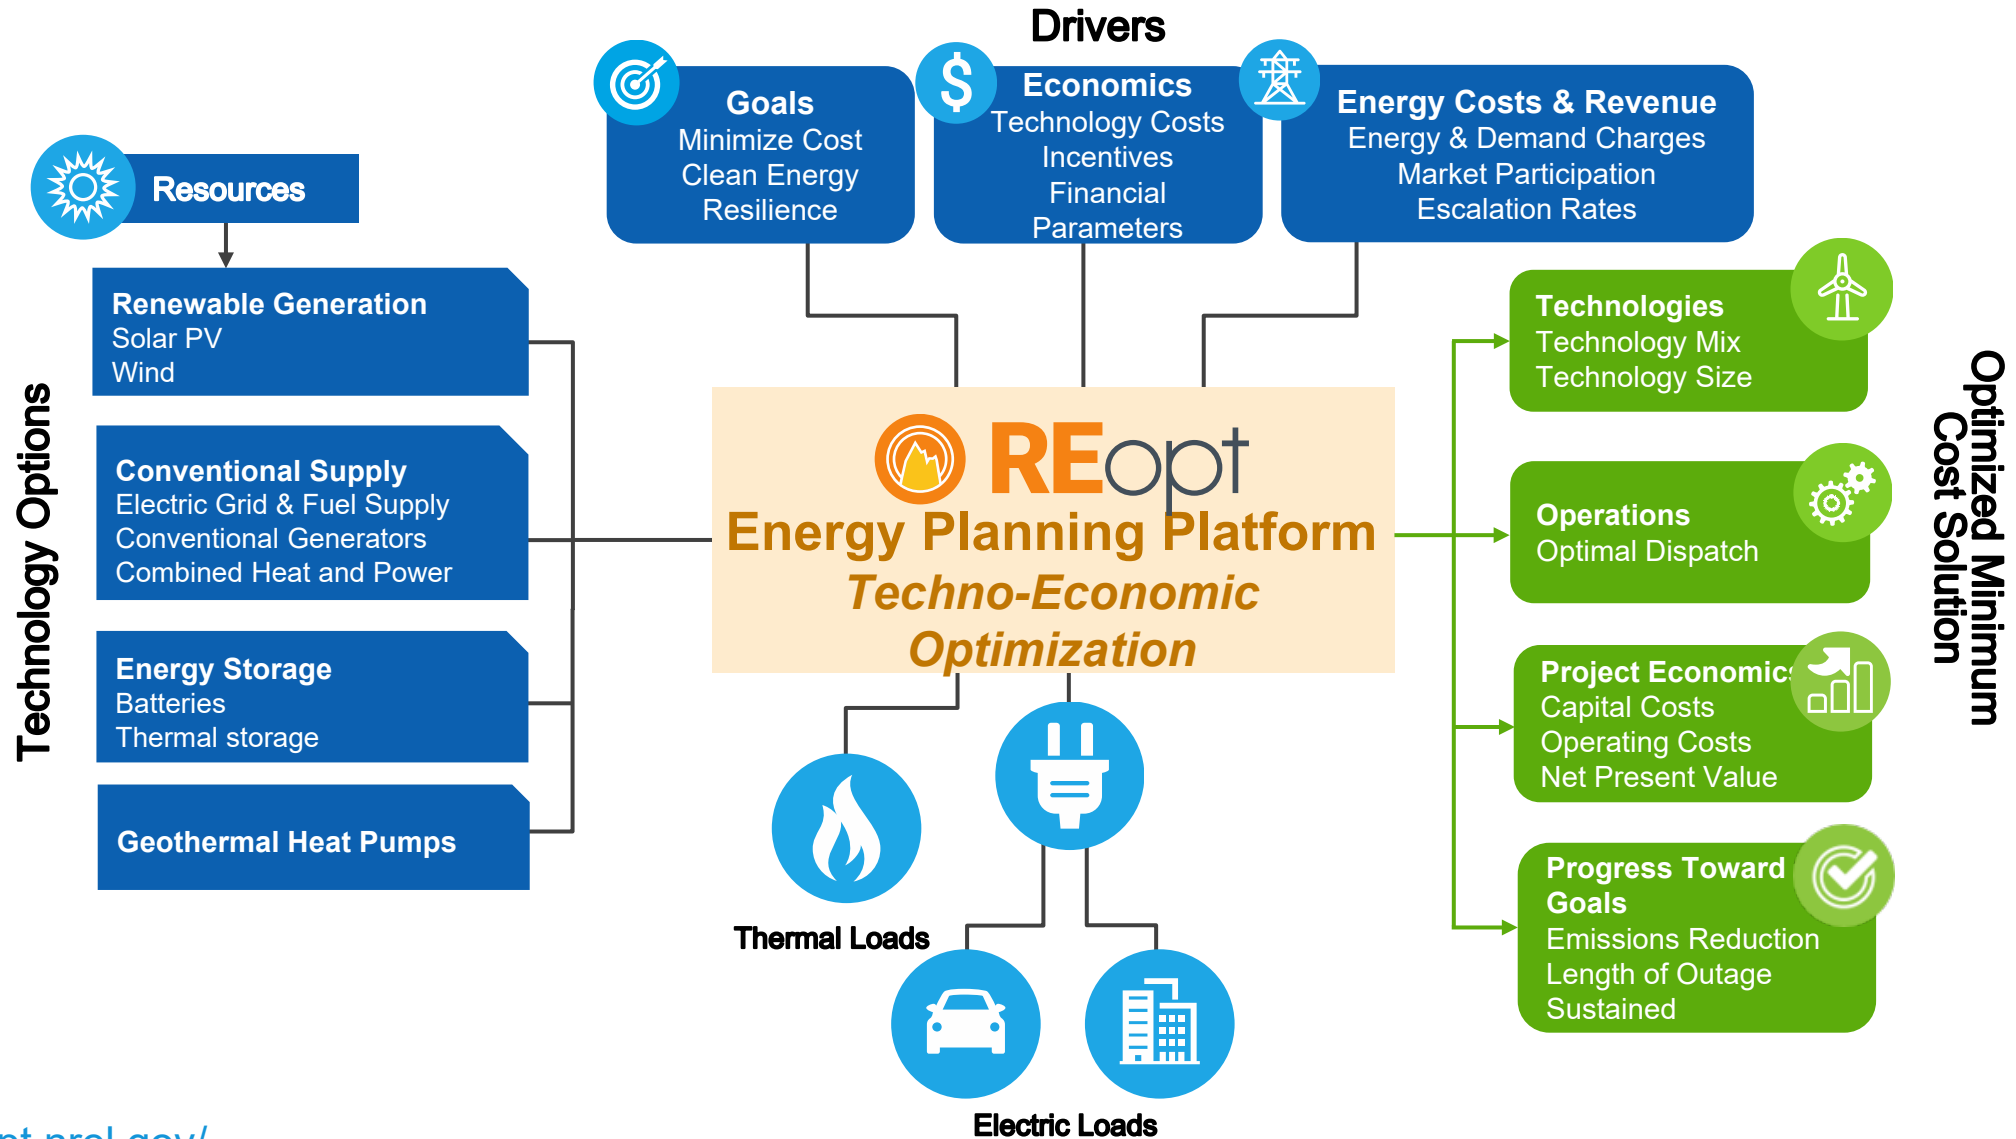 Drivers
Goals
Minimize Cost
Clean Energy
Resilience
Economics
Technology Costs
Incentives
Financial
Parameters
Energy Costs & Revenue
Energy & Demand Charges
Market Participation
Escalation Rates
Resources
Technology Options
Renewable Generation
Solar PV
Wind
Conventional Supply
Electric Grid & Fuel Supply
Conventional Generators
Combined Heat and Power
Energy Storage
Batteries
Thermal storage
Geothermal Heat Pumps
REopt
Energy Planning Platform
Techno-Economic
Optimization
Thermal Loads
Electric Loads
Technologies
Technology Mix
Technology Size
Operations
Optimal Dispatch
Project Economics
Capital Costs
Operating Costs
Net Present Value
Progress Toward
Goals
Emissions Reduction
Length of Outage
Sustained
Optimized Minimum
Cost Solution